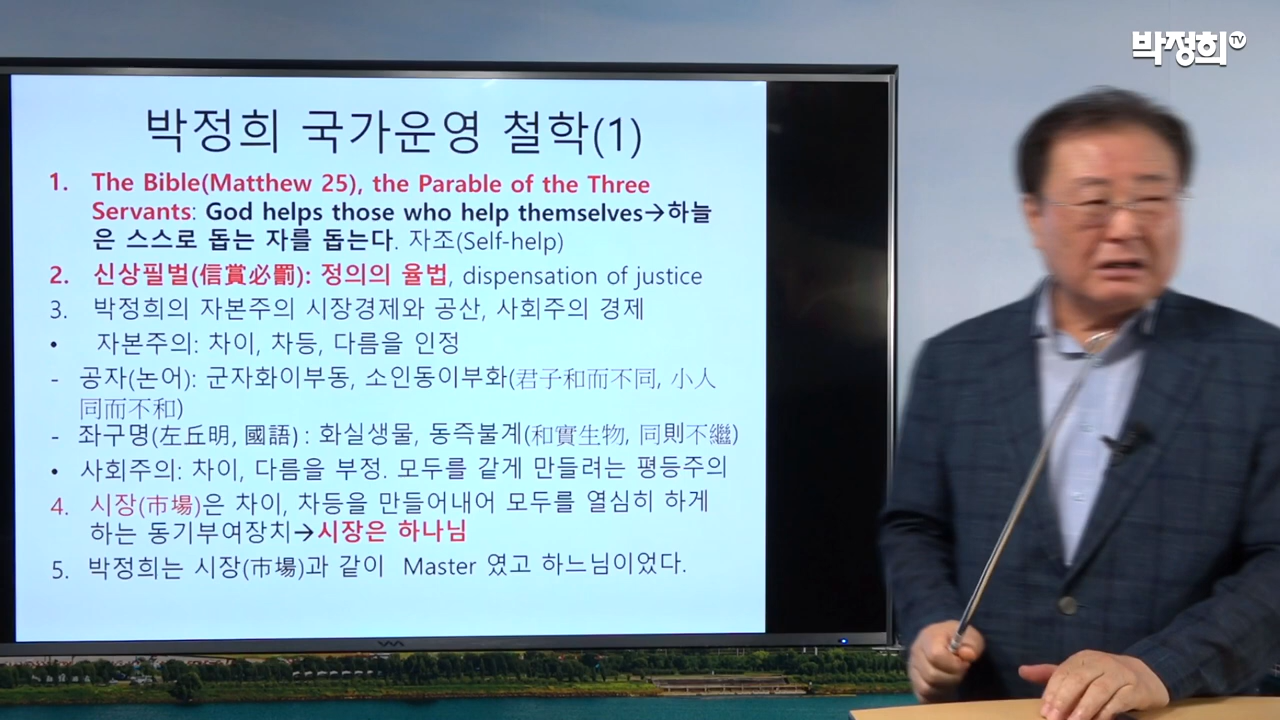 박정희TV
박정희 국가운영 철학(1)
1. The Bible(Matthew 25), the Parable of the Three
Servants: God helps those who help themselves→하늘
은 스스로 돕는 자를 돕는다. 자조(Self-help)
2. 신상필벌(信賞必罰): 정의의 율법, dispensation of justice
3. 박정희의 자본주의 시장경제와 공산, 사회주의 경제
• 자본주의: 차이, 차등, 다름을 인정
- 공자(논어): 군자화이부동, 소인동이부화(君子和而不同, 小人
同而不和)
- 좌구명(左丘明, 國語) : 화실생물, 동즉불계(和實生物, 同則不繼)
• 사회주의: 차이, 다름을 부정. 모두를 같게 만들려는 평등주의
4. 시장(市場)은 차이, 차등을 만들어내어 모두를 열심히 하게
하는 동기부여장치→시장은 하나님
5. 박정희는 시장(市場)과 같이 Master 였고 하느님이었다.